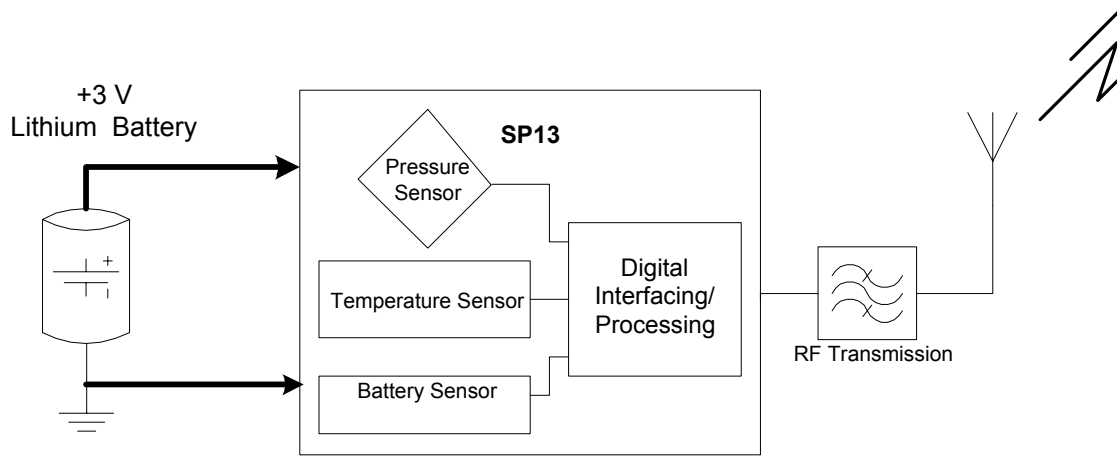 +3 V
Lithium Battery
SP13
Pressure
Sensor
Temperature Sensor
Battery Sensor
Digital
Interfacing/
Processing
RF Transmission